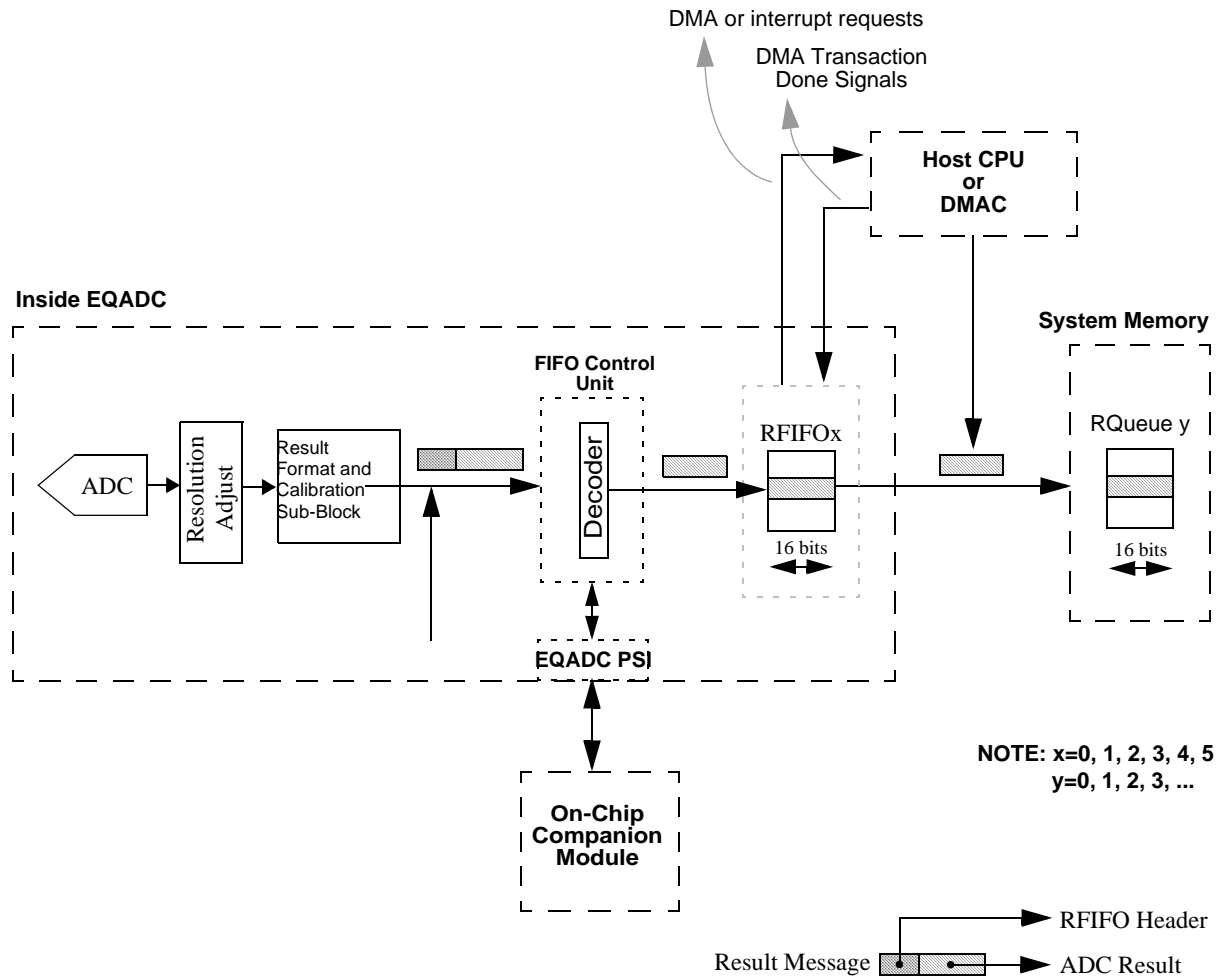 DMA or interrupt requests
DMA Transaction
Done Signals
Host CPU
or
DMAC
Inside EQADC
System Memory
FIFO Control
Unit
RFIFOx
RQueue y
ADC
Resolution
Adjust
Result
Format and
Calibration
Sub-Block
Decoder
16 bits
16 bits
EQADC PSI
On-Chip
Companion
Module
NOTE: x=0, 1, 2, 3, 4, 5
y=0, 1, 2, 3, ...
RFIFO Header
Result Message
ADC Result